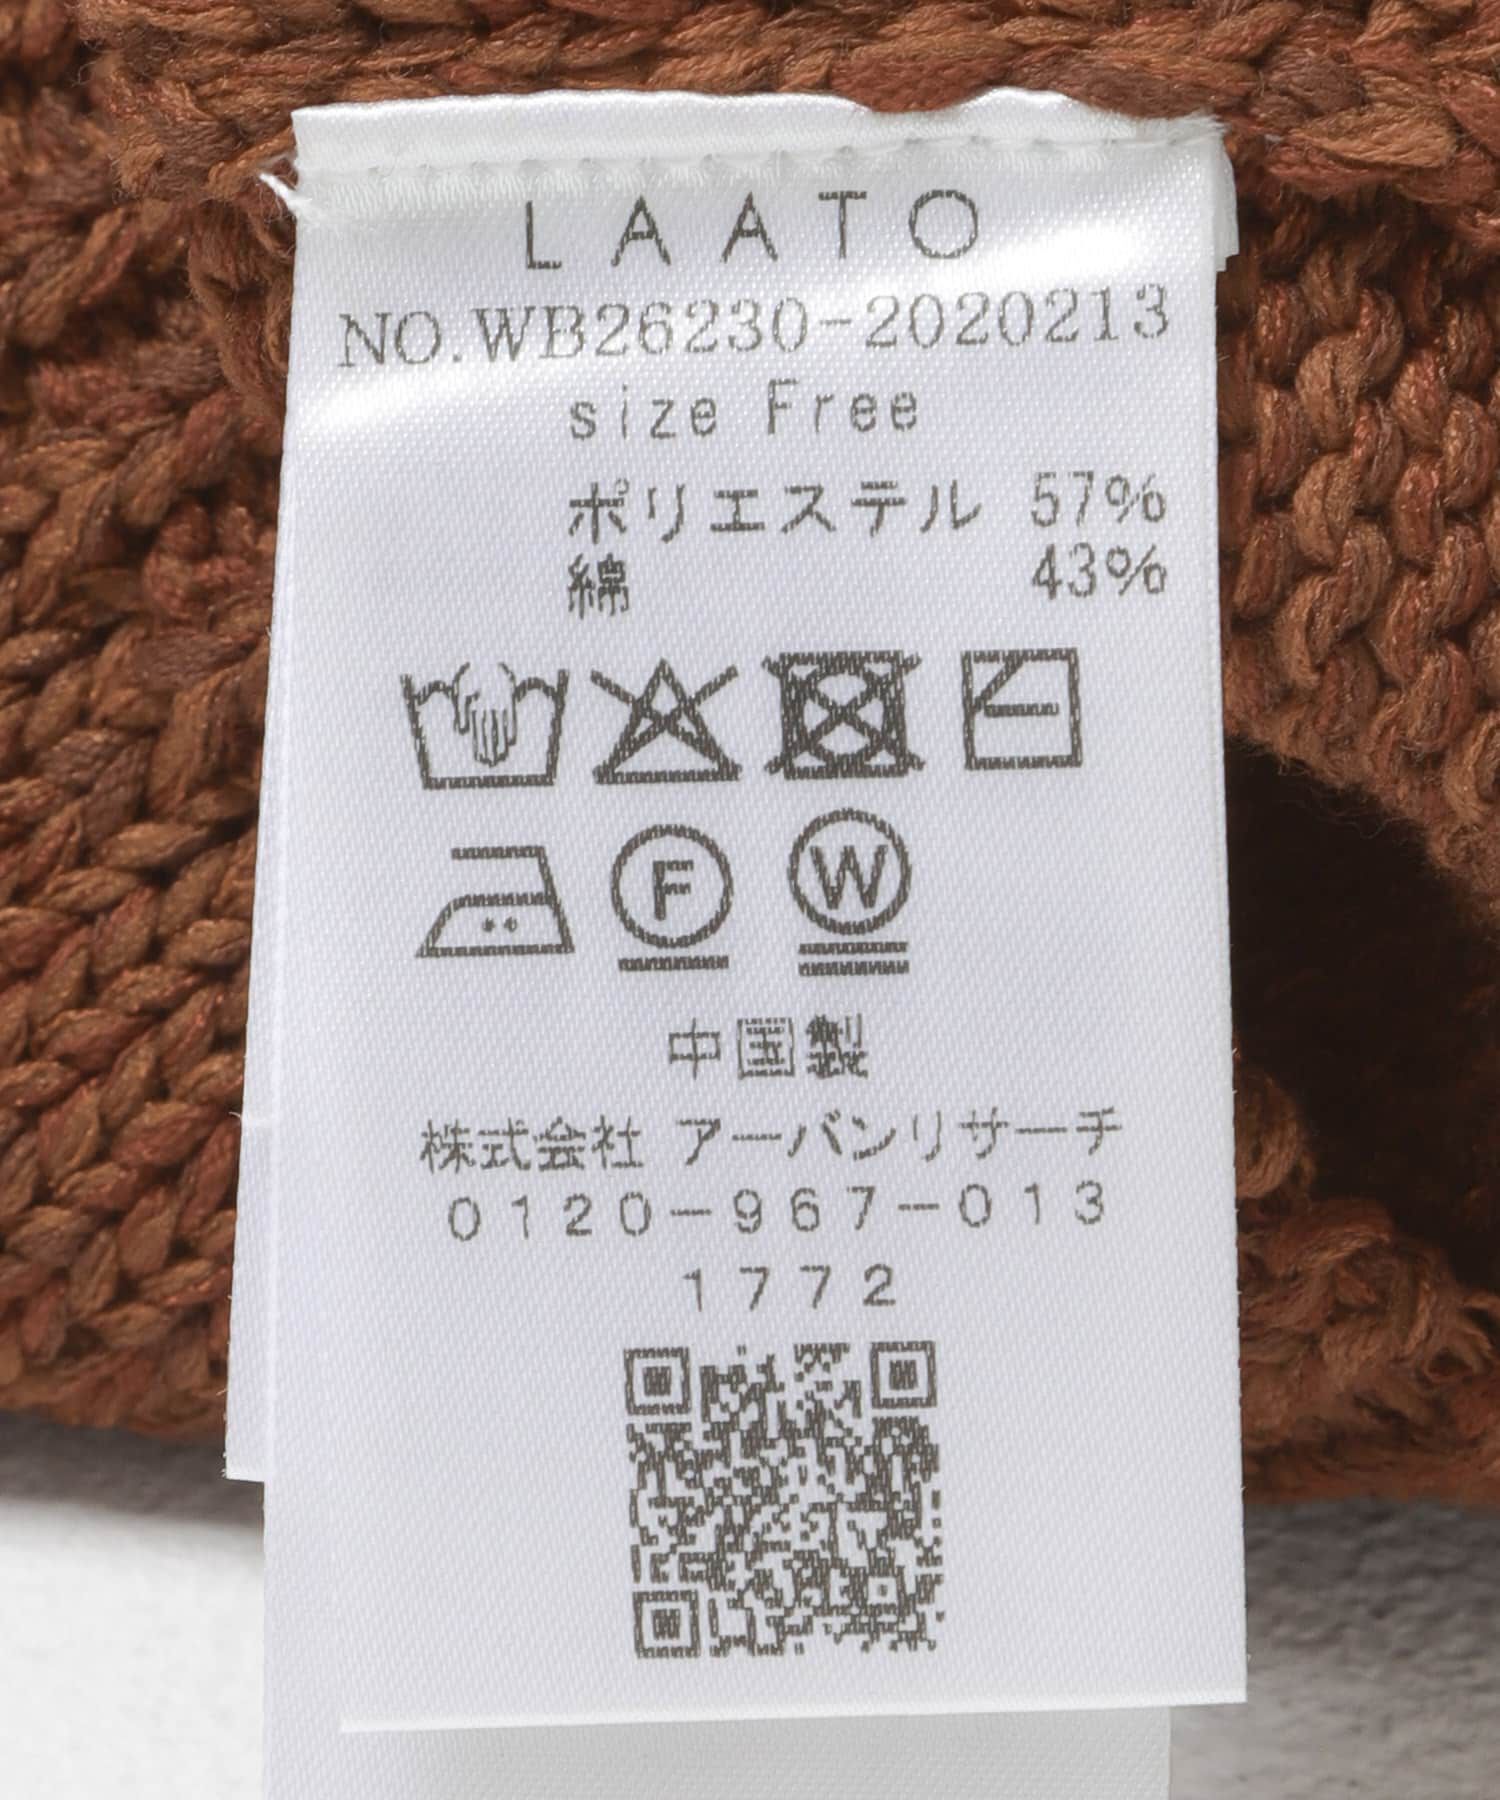 LAATO
NO.WB26230-2020213
size Free
ポリエステル 57%
綿 43%
F W
中国製
株式会社 アーバンリサーチ
0120-967-013
1772